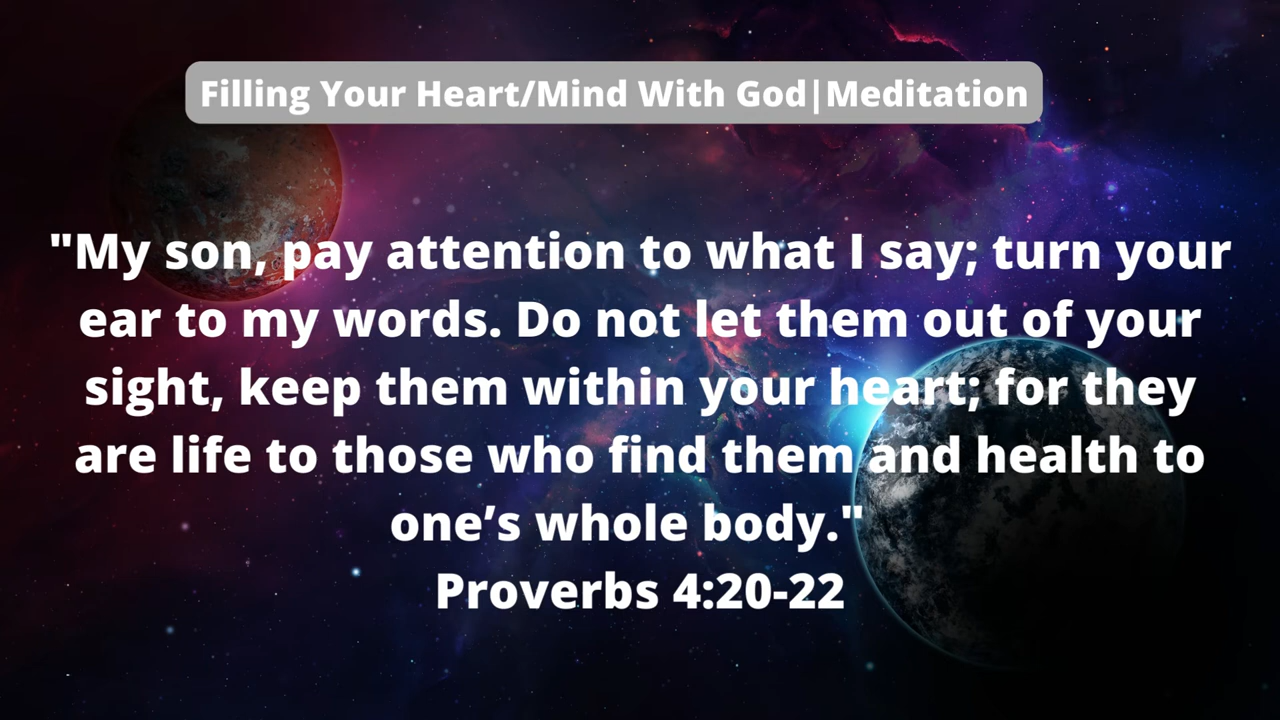 Filling Your Heart/Mind With God|Meditation
"My son, pay attention to what I say; turn your
ear to my words. Do not let them out of your
sight, keep them within your heart; for they
are life to those who find them and health to
one’s whole body."
Proverbs 4:20-22